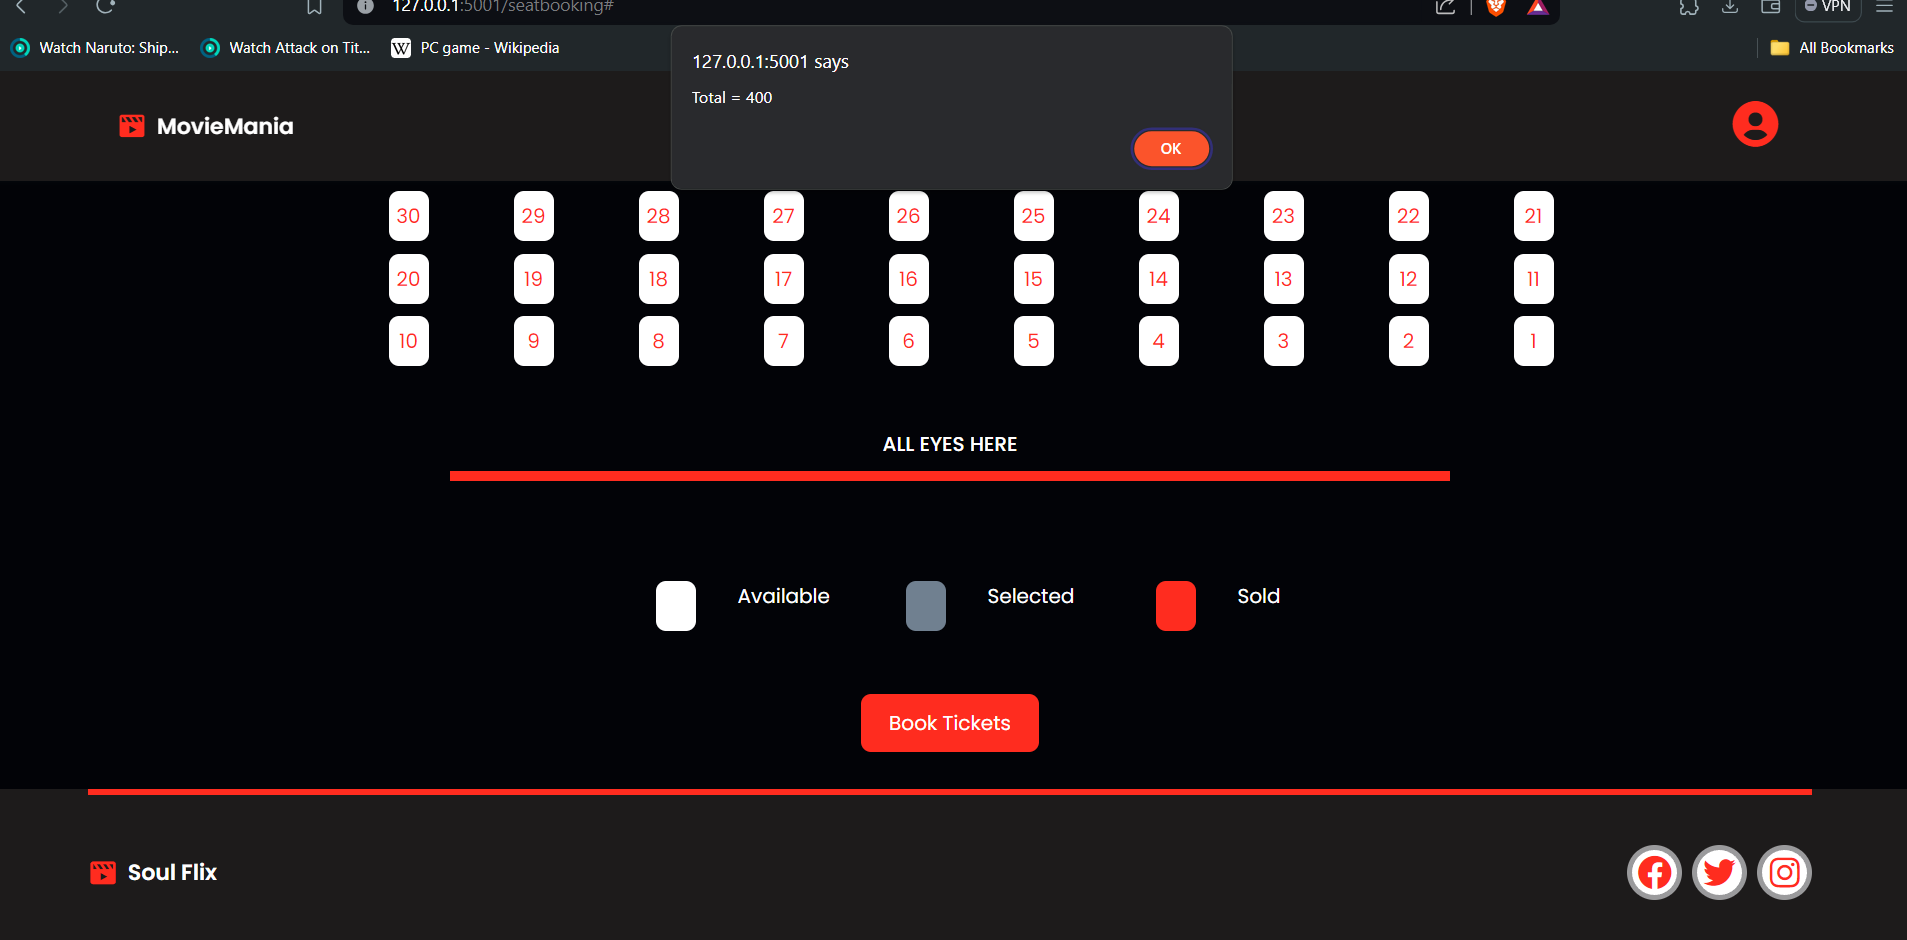 127.0.0.1:5001/seatbooking#
VPN
Watch Naruto: Ship... Watch Attack on Tit... W PC game - Wikipedia All Bookmarks
127.0.0.1:5001 says
Total = 400
OK
MovieMania
30 29 28 27 26 25 24 23 22 21
20 19 18 17 16 15 14 13 12 11
10 9 8 7 6 5 4 3 2 1
ALL EYES HERE
Available Selected Sold
Book Tickets
Soul Flix